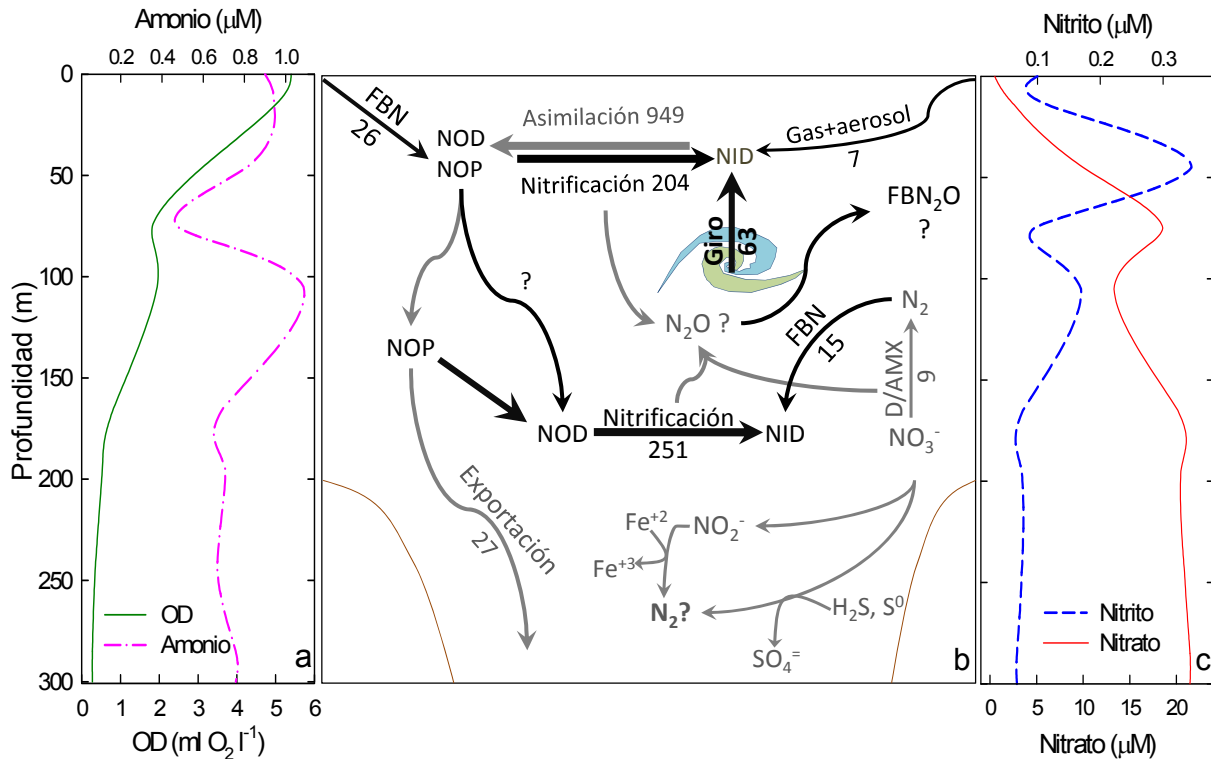 Amonio (μM)
0.2 0.4 0.6 0.8 1.0
Profundidad (m)
0
50
100
150
200
250
300
OD
Amonio
a
0 1 2 3 4 5 6
OD (ml O₂ l⁻¹)
FBN
26
Asimilación 949
NOD
NOP
NID
Nitrificación 204
Gas+aerosol
7
Giro
63
FBN₂O
?
?
N₂O ?
N₂
FBN
15
D/AMX
9
NOP
NOD
Nitrificación
251
NID
NO₃⁻
Exportación
27
Fe⁺²
NO₂⁻
Fe⁺³
N₂?
H₂S, S⁰
SO₄⁼
b
Nitrito (μM)
0.1 0.2 0.3
Nitrito
Nitrato
c
0 5 10 15 20
Nitrato (μM)